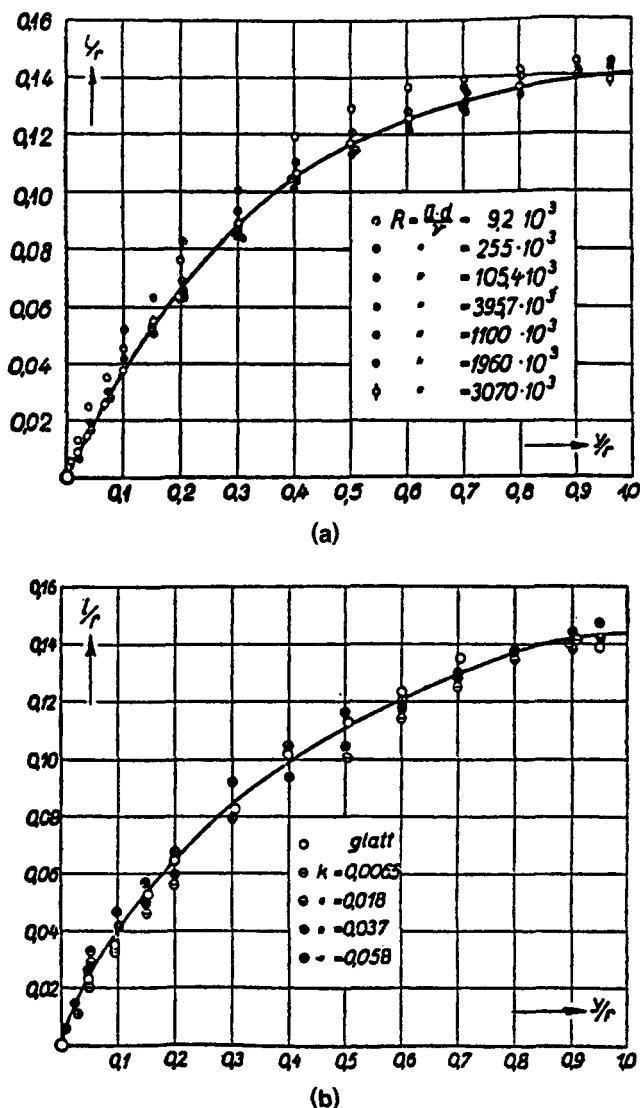 0,16
l/r
0,14
0,12
0,10
0,08
0,06
0,04
0,02
R = ū·d/ν = 9,2 10³
" = 255·10³
" = 105,4 10³
" = 395,7·10³
" = 1100·10³
" = 1960·10³
" = 3070·10³
y/r
0,1 0,2 0,3 0,4 0,5 0,6 0,7 0,8 0,9 1,0
(a)
0,16
l/r
0,14
0,12
0,10
0,08
0,06
0,04
0,02
glatt
k = 0,0065
" = 0,018
" = 0,037
" = 0,058
y/r
0,1 0,2 0,3 0,4 0,5 0,6 0,7 0,8 0,9 1,0
(b)